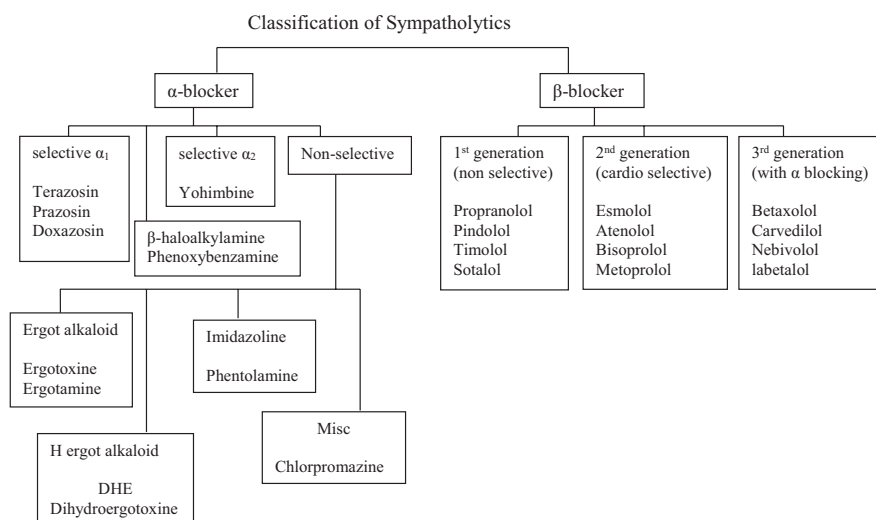 Classification of Sympatholytics
α-blocker
β-blocker
selective α₁
Terazosin
Prazosin
Doxazosin
selective α₂
Yohimbine
Non-selective
β-haloalkylamine
Phenoxybenzamine
1ˢᵗ generation
(non selective)
Propranolol
Pindolol
Timolol
Sotalol
2ⁿᵈ generation
(cardio selective)
Esmolol
Atenolol
Bisoprolol
Metoprolol
3ʳᵈ generation
(with α blocking)
Betaxolol
Carvedilol
Nebivolol
labetalol
Ergot alkaloid
Ergotoxine
Ergotamine
Imidazoline
Phentolamine
H ergot alkaloid
DHE
Dihydroergotoxine
Misc
Chlorpromazine